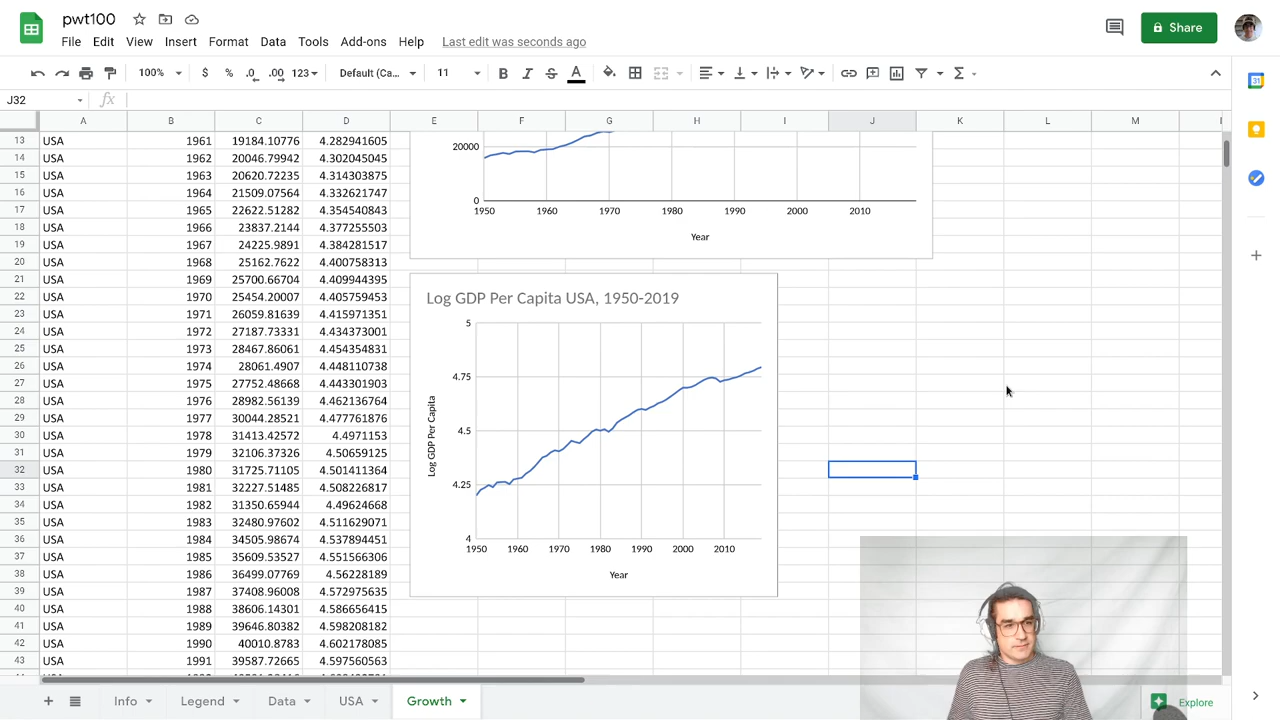 pwt100
File Edit View Insert Format Data Tools Add-ons Help Last edit was seconds ago
Share
100% $ % .0 .00 123 Default (Ca... 11 B I S A Σ
31
J32 fx
A B C D E F G H I J K L M
13 USA 1961 19184.10776 4.282941605
14 USA 1962 20046.79942 4.302045045
15 USA 1963 20620.72235 4.314303875
16 USA 1964 21509.07564 4.332621747
17 USA 1965 22622.51282 4.354540843
18 USA 1966 23837.2144 4.377255503
19 USA 1967 24225.9891 4.384281517
20 USA 1968 25162.7622 4.400758313
21 USA 1969 25700.66704 4.409944395
22 USA 1970 25454.20007 4.405759453
23 USA 1971 26059.81639 4.415971351
24 USA 1972 27187.73331 4.434373001
25 USA 1973 28467.86061 4.454354831
26 USA 1974 28061.4907 4.448110738
27 USA 1975 27752.48668 4.443301903
28 USA 1976 28982.56139 4.462136764
29 USA 1977 30044.28521 4.477761876
30 USA 1978 31413.42572 4.4971153
31 USA 1979 32106.37326 4.50659125
32 USA 1980 31725.71105 4.501411364
33 USA 1981 32227.51485 4.508226817
34 USA 1982 31350.65944 4.49624668
35 USA 1983 32480.97602 4.511629071
36 USA 1984 34505.98674 4.537894451
37 USA 1985 35609.53527 4.551566306
38 USA 1986 36499.07769 4.56228189
39 USA 1987 37408.96008 4.572975635
40 USA 1988 38606.14301 4.586656415
41 USA 1989 39646.80382 4.598208182
42 USA 1990 40010.8783 4.602178085
43 USA 1991 39587.72665 4.597560563
20000
0
1950 1960 1970 1980 1990 2000 2010
Year
Log GDP Per Capita USA, 1950-2019
Log GDP Per Capita
5
4.75
4.5
4.25
4
1950 1960 1970 1980 1990 2000 2010
Year
Info Legend Data USA Growth
Explore